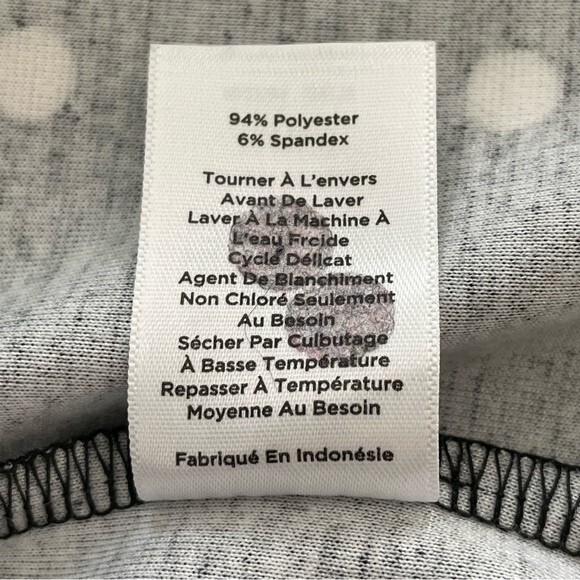 94% Polyester
6% Spandex
Tourner À L'envers
Avant De Laver
Laver À La Machine À
L'eau Froide
Cycle Délicat
Agent De Blanchiment
Non Chloré Seulement
Au Besoin
Sécher Par Culbutage
À Basse Température
Repasser À Température
Moyenne Au Besoin
Fabriqué En Indonésie